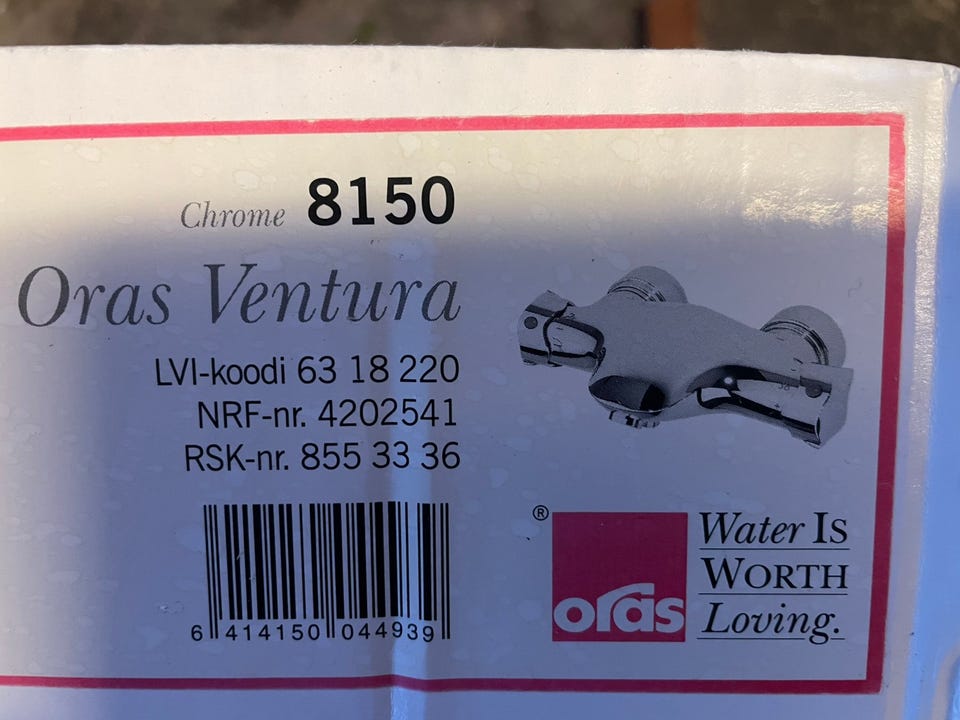 Chrome 8150
Oras Ventura
LVI-koodi 63 18 220
NRF-nr. 4202541
RSK-nr. 855 33 36
6 414150 044939
® oras
Water Is
Worth
Loving.